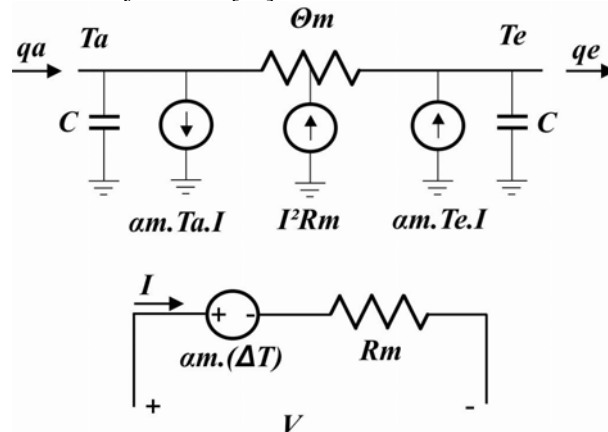 Θm
qa Ta Te qe
C C
αm.Ta.I I²Rm αm.Te.I
I
+ -
αm.(ΔT) Rm
+ -
V